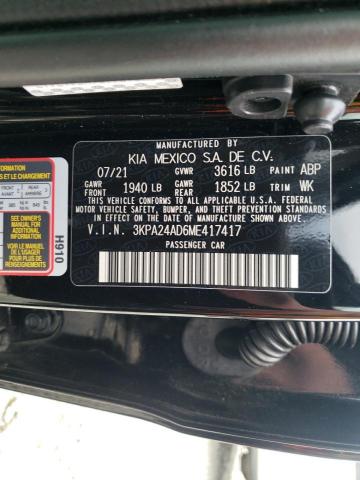 MANUFACTURED BY
KIA MEXICO S.A. DE C.V.
07/21 GVWR 3616 LB PAINT ABP
GAWR FRONT 1940 LB GAWR REAR 1852 LB TRIM WK
THIS VEHICLE CONFORMS TO ALL APPLICABLE U.S.A. FEDERAL
MOTOR VEHICLE SAFETY, BUMPER, AND THEFT PREVENTION STANDARDS
IN EFFECT ON THE DATE OF MANUFACTURE SHOWN ABOVE.
V.I.N. 3KPA24AD6ME417417
PASSENGER CAR
INFORMATION
ET LE CHARGEMENT
SEE OWNER'S
MANUAL FOR
VOIR LE MANUEL
DE L'USAGER
POUR PLUS DE
RENSEIGNEMENTS
H910